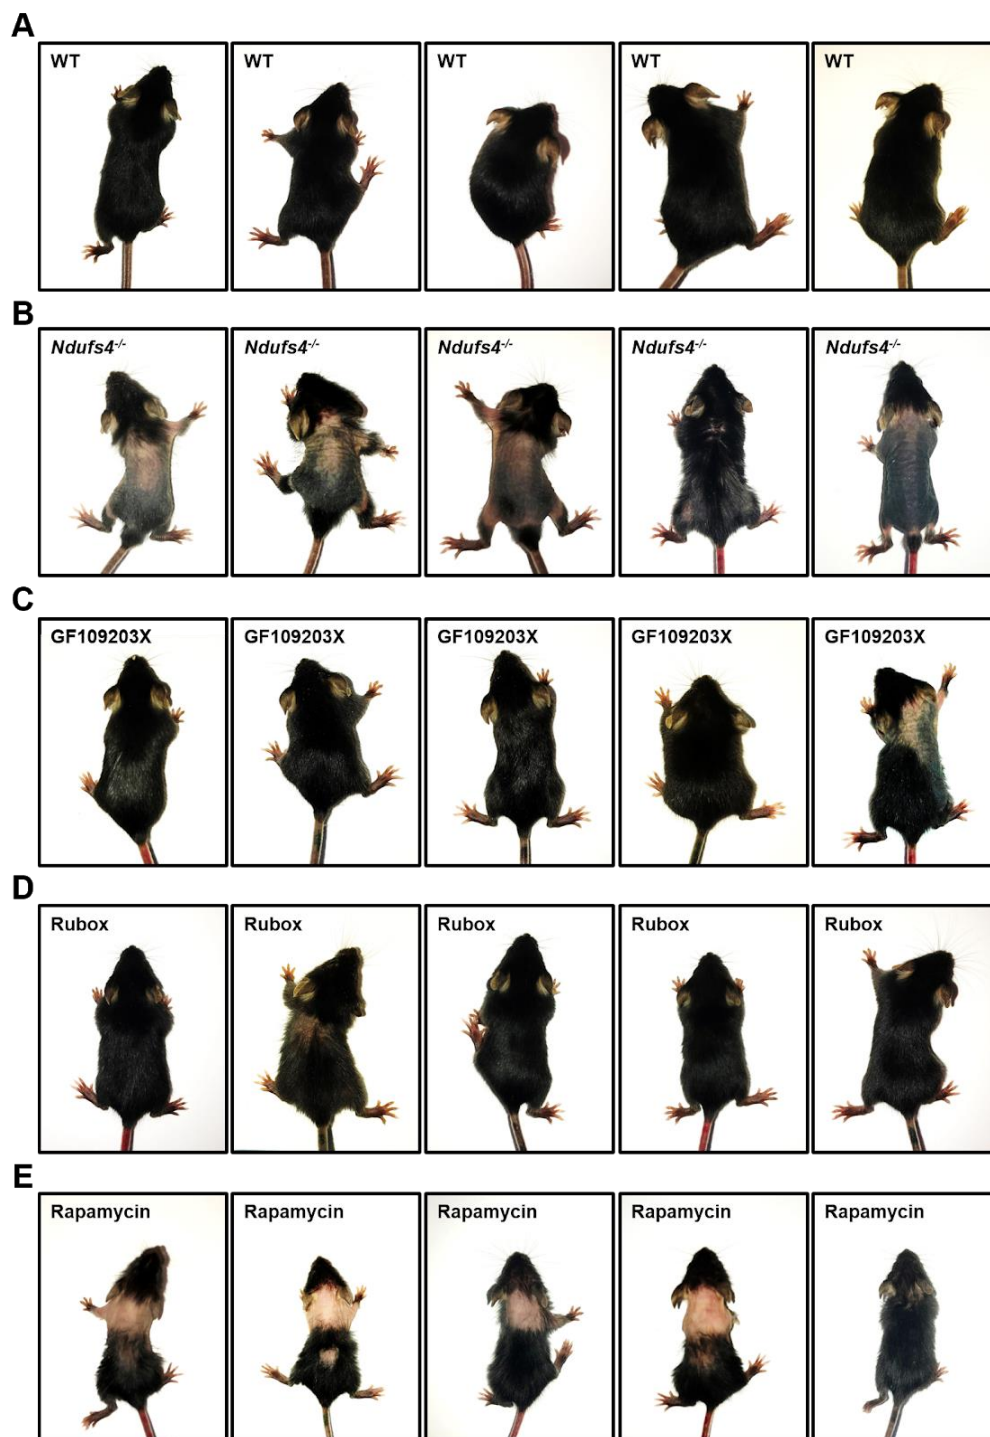 A
WT WT WT WT WT
B
Ndufs4-/- Ndufs4-/- Ndufs4-/- Ndufs4-/- Ndufs4-/-
C
GF109203X GF109203X GF109203X GF109203X GF109203X
D
Rubox Rubox Rubox Rubox Rubox
E
Rapamycin Rapamycin Rapamycin Rapamycin Rapamycin